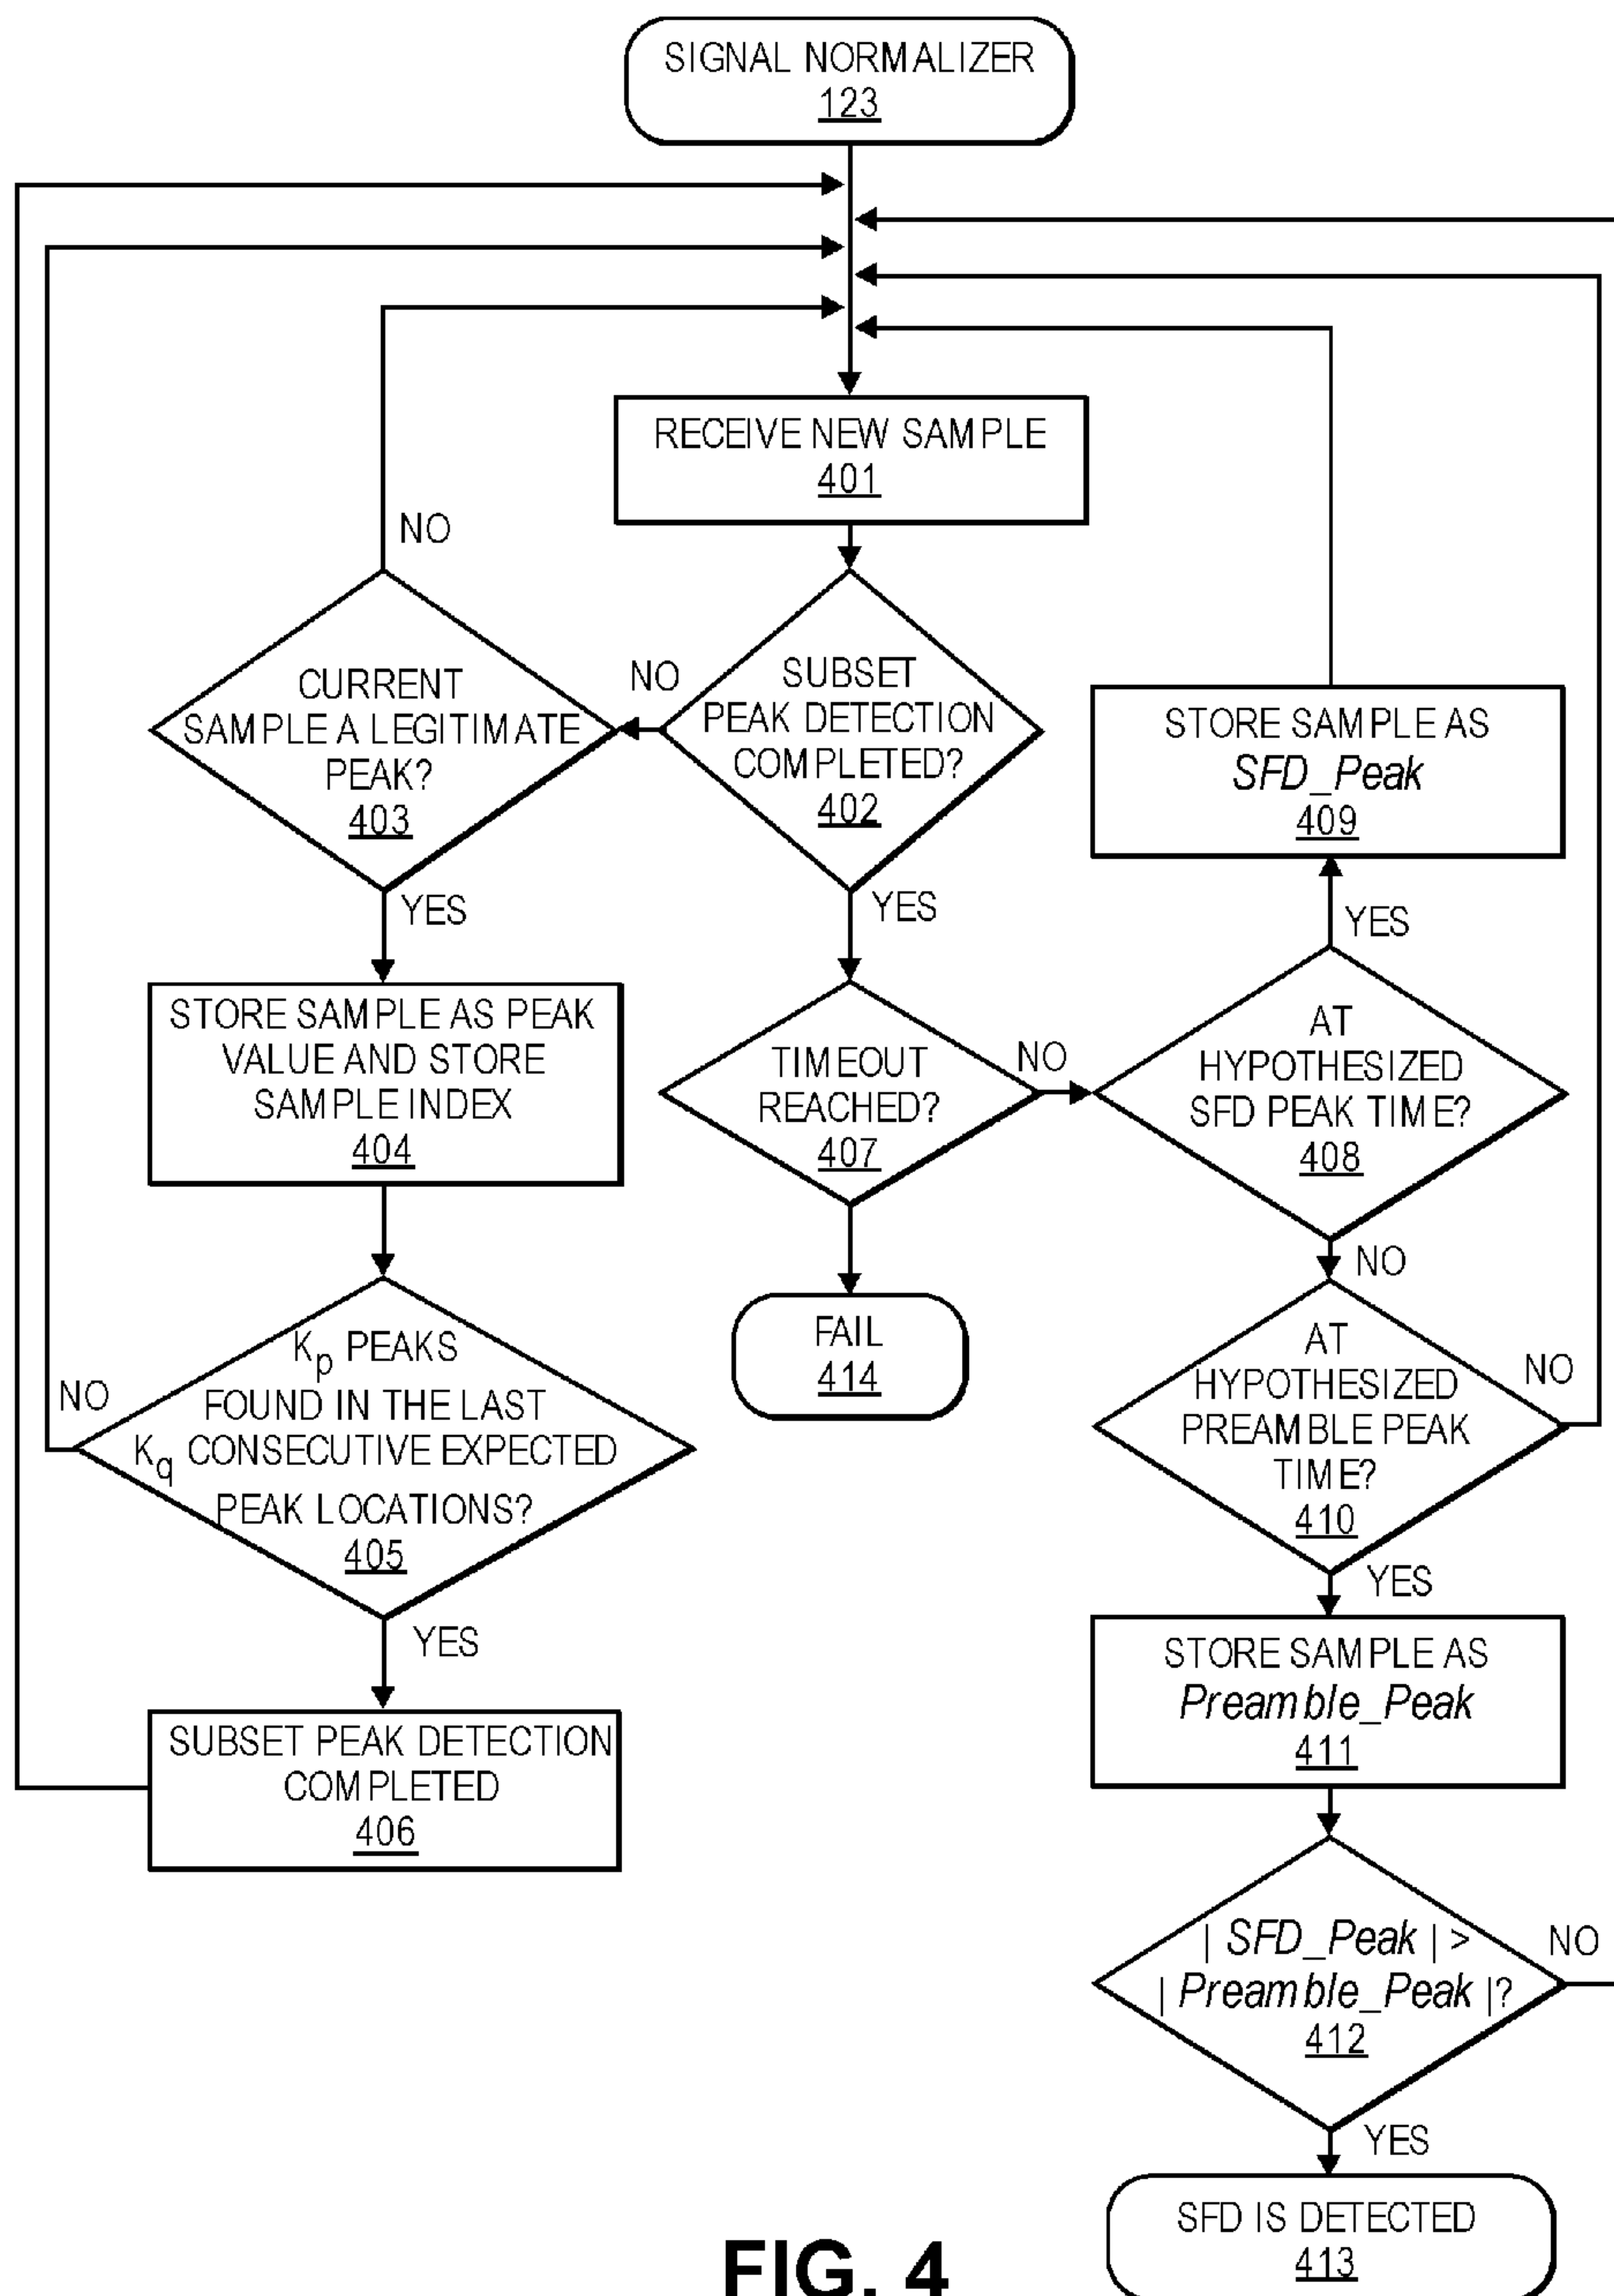 SIGNAL NORMALIZER
123
RECEIVE NEW SAMPLE
401
NO
CURRENT
SAMPLE A LEGITIMATE
PEAK?
403
NO
SUBSET
PEAK DETECTION
COMPLETED?
402
STORE SAMPLE AS
SFD_Peak
409
YES
YES
YES
STORE SAMPLE AS PEAK
VALUE AND STORE
SAMPLE INDEX
404
TIMEOUT
REACHED?
407
NO
AT
HYPOTHESIZED
SFD PEAK TIME?
408
NO
FAIL
414
Kp PEAKS
FOUND IN THE LAST
Kq CONSECUTIVE EXPECTED
PEAK LOCATIONS?
405
NO
AT
HYPOTHESIZED
PREAMBLE PEAK
TIME?
410
NO
YES
YES
SUBSET PEAK DETECTION
COMPLETED
406
STORE SAMPLE AS
Preamble_Peak
411
| SFD_Peak | >
| Preamble_Peak |?
412
NO
YES
SFD IS DETECTED
413
FIG. 4